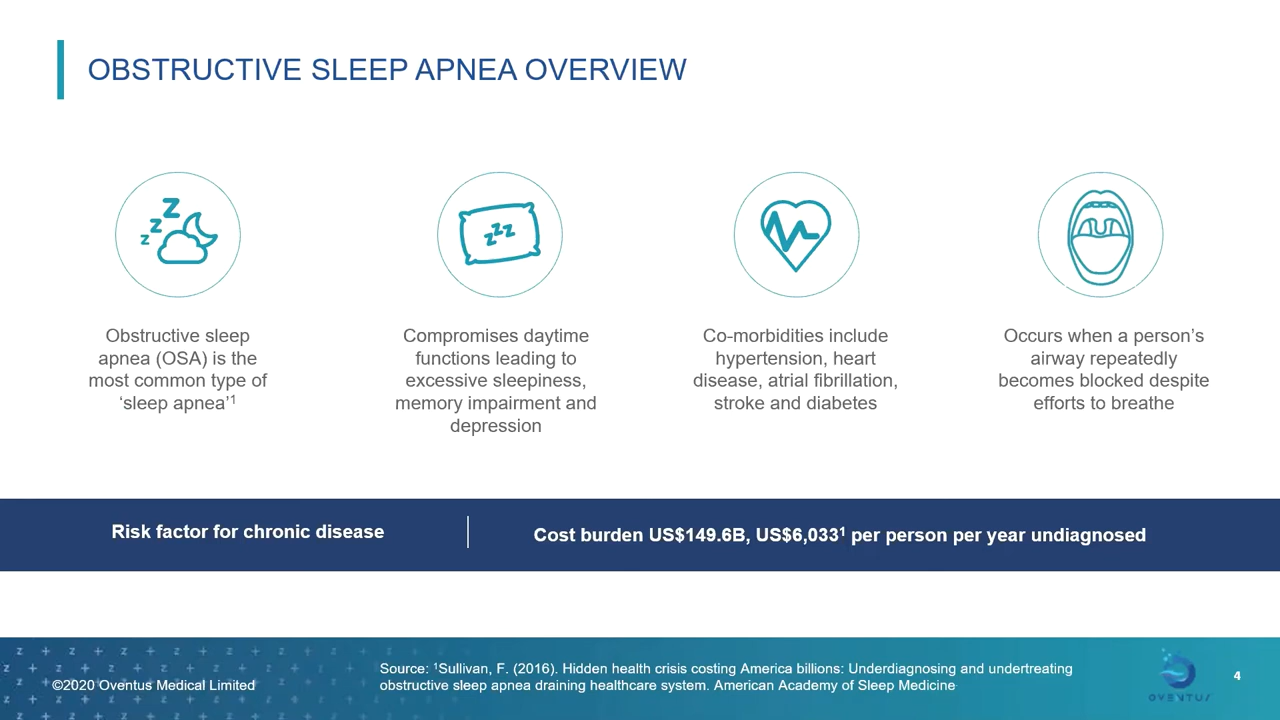 OBSTRUCTIVE SLEEP APNEA OVERVIEW
z z z
z z z
Obstructive sleep
apnea (OSA) is the
most common type of
‘sleep apnea’¹
Compromises daytime
functions leading to
excessive sleepiness,
memory impairment and
depression
Co-morbidities include
hypertension, heart
disease, atrial fibrillation,
stroke and diabetes
Occurs when a person’s
airway repeatedly
becomes blocked despite
efforts to breathe
Risk factor for chronic disease
Cost burden US$149.6B, US$6,033¹ per person per year undiagnosed
©2020 Oventus Medical Limited
Source: ¹Sullivan, F. (2016). Hidden health crisis costing America billions: Underdiagnosing and undertreating
obstructive sleep apnea draining healthcare system. American Academy of Sleep Medicine
OVENTUS
4